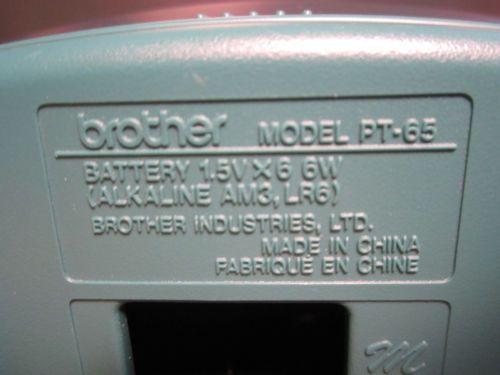 brother MODEL PT-65
BATTERY 1.5V×6 6W
(ALKALINE AM3, LR6)
BROTHER INDUSTRIES, LTD.
MADE IN CHINA
FABRIQUÉ EN CHINE
m